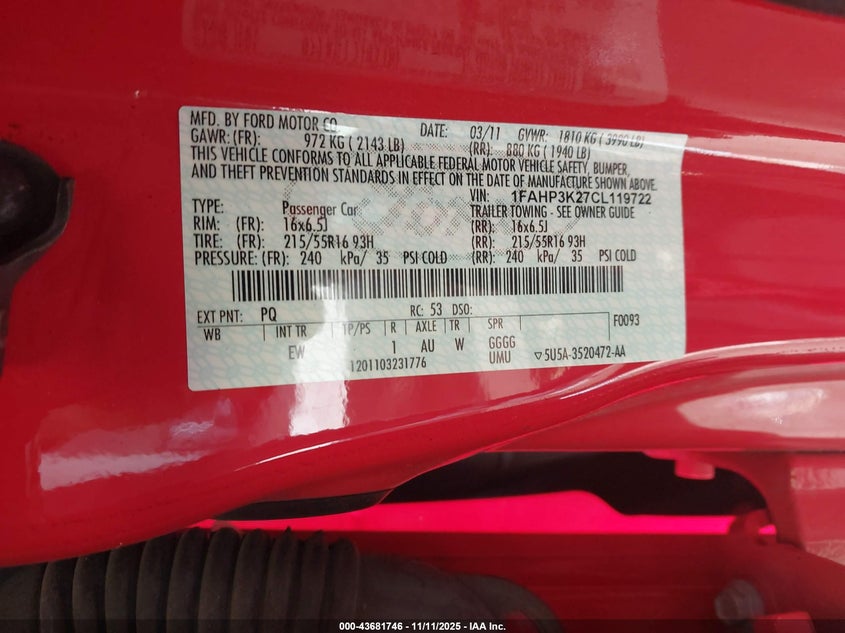 MFD. BY FORD MOTOR CO. DATE: 03/11 GVWR: 1810 KG ( 3990 LB)
GAWR: (FR): 972 KG ( 2143 LB) (RR): 880 KG ( 1940 LB)
THIS VEHICLE CONFORMS TO ALL APPLICABLE FEDERAL MOTOR VEHICLE SAFETY, BUMPER,
AND THEFT PREVENTION STANDARDS IN EFFECT ON THE DATE OF MANUFACTURE SHOWN ABOVE.
VIN: 1FAHP3K27CL119722
TYPE: Passenger Car TRAILER TOWING - SEE OWNER GUIDE
RIM: (FR): 16x6.5J (RR): 16x6.5J
TIRE: (FR): 215/55R16 93H (RR): 215/55R16 93H
PRESSURE: (FR): 240 kPa/ 35 PSI COLD (RR): 240 kPa/ 35 PSI COLD
EXT PNT: PQ RC: 53 DSO: F0093
WB INT TR TP/PS R AXLE TR SPR
EW 1 AU W GGGG
1201103231776 UMU ▽5U5A-3520472-AA
000-43681746 - 11/11/2025 - IAA Inc.